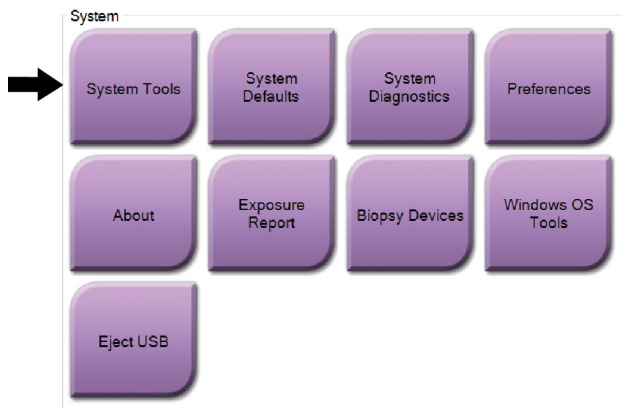 System
System Tools
System
Defaults
System
Diagnostics
Preferences
About
Exposure
Report
Biopsy Devices
Windows OS
Tools
Eject USB